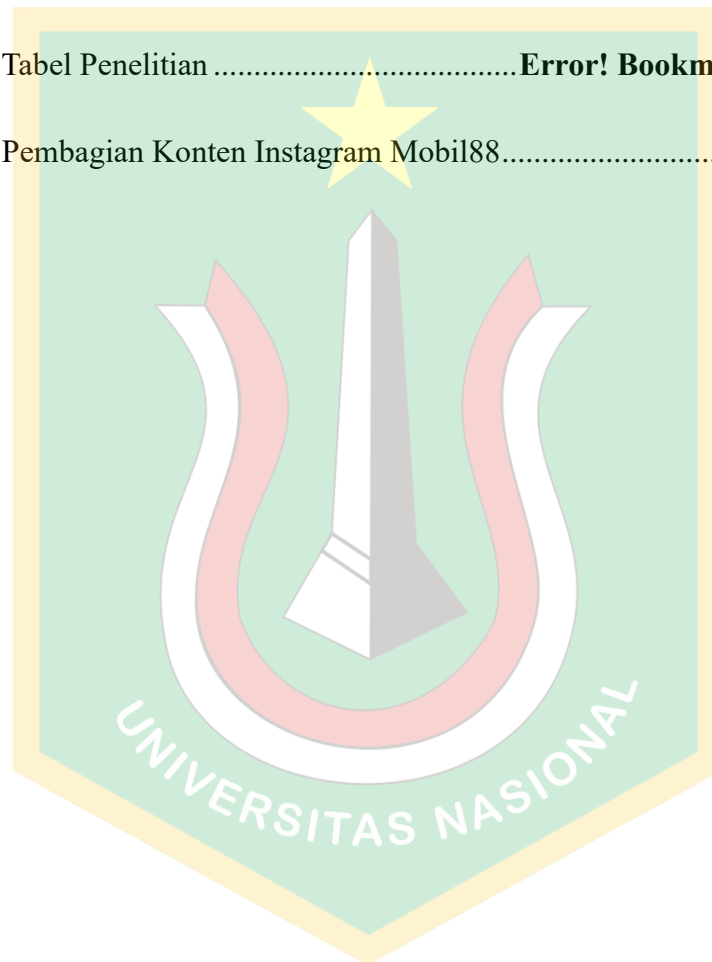 Tabel Penelitian ....................................Error! Bookm
Pembagian Konten Instagram Mobil88.........................
UNIVERSITAS NASIONAL